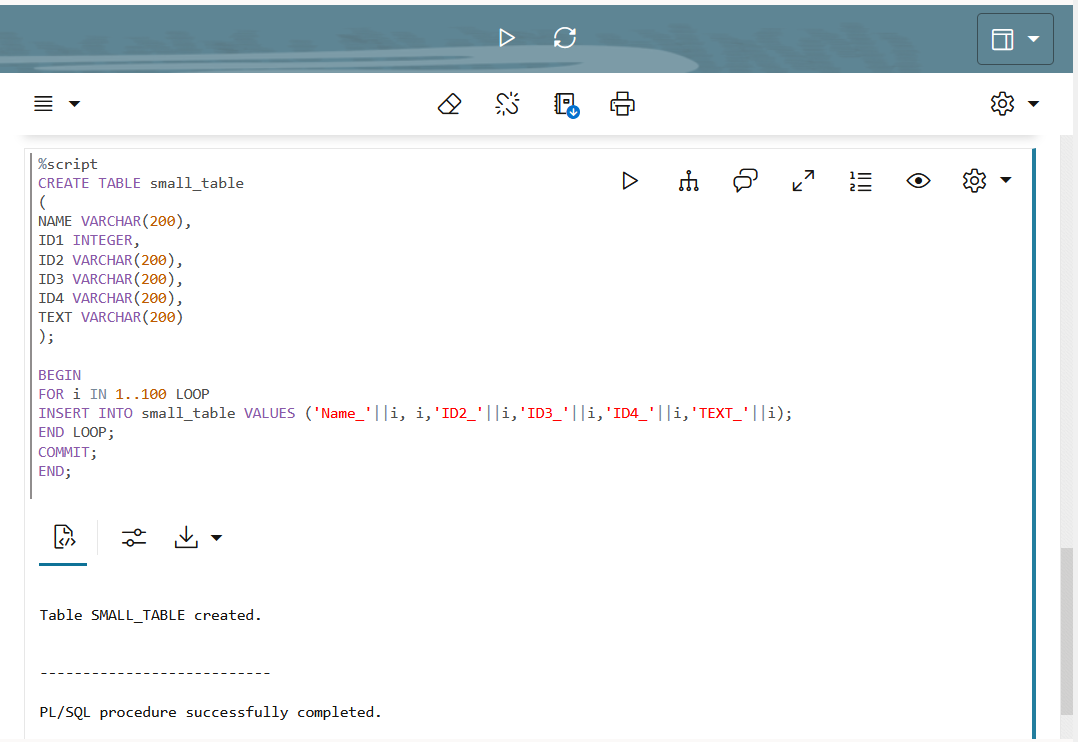 %script
CREATE TABLE small_table
(
NAME VARCHAR(200),
ID1 INTEGER,
ID2 VARCHAR(200),
ID3 VARCHAR(200),
ID4 VARCHAR(200),
TEXT VARCHAR(200)
);
BEGIN
FOR i IN 1..100 LOOP
INSERT INTO small_table VALUES ('Name_'||i, i,'ID2_'||i,'ID3_'||i,'ID4_'||i,'TEXT_'||i);
END LOOP;
COMMIT;
END;
Table SMALL_TABLE created.
---------------------------
PL/SQL procedure successfully completed.